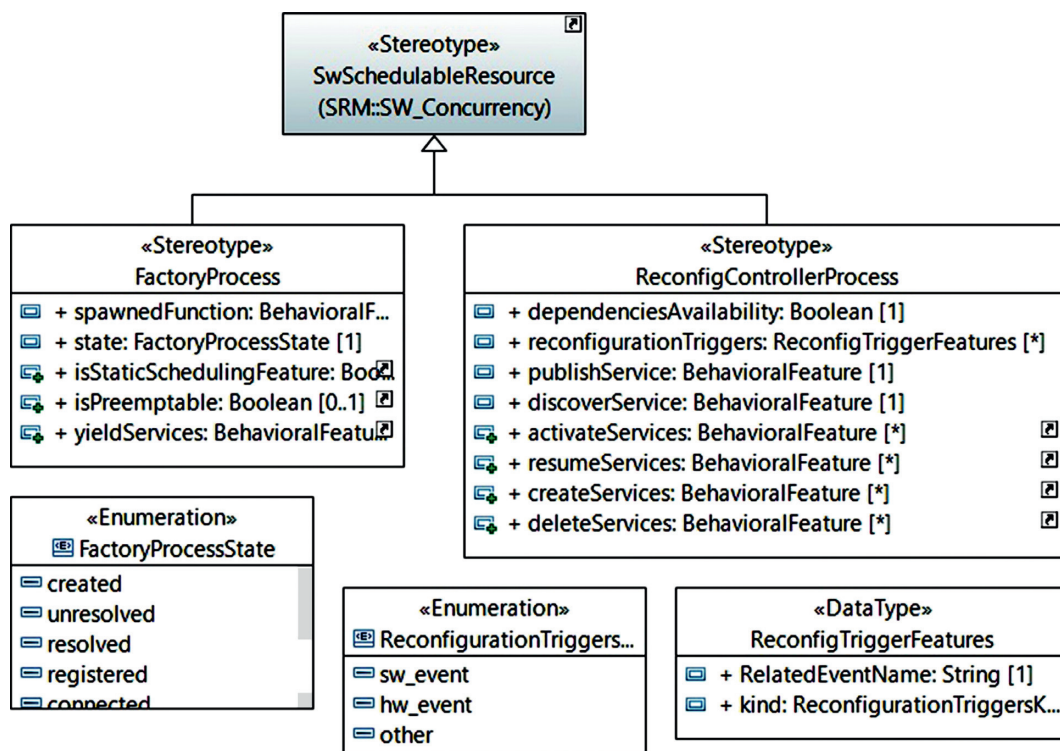 «Stereotype»
SwSchedulableResource
(SRM::SW_Concurrency)
«Stereotype»
FactoryProcess
+ spawnedFunction: BehavioralF...
+ state: FactoryProcessState [1]
+ isStaticSchedulingFeature: Boo...
+ isPreemptable: Boolean [0..1]
+ yieldServices: BehavioralFeatu...
«Stereotype»
ReconfigControllerProcess
+ dependenciesAvailability: Boolean [1]
+ reconfigurationTriggers: ReconfigTriggerFeatures [*]
+ publishService: BehavioralFeature [1]
+ discoverService: BehavioralFeature [1]
+ activateServices: BehavioralFeature [*]
+ resumeServices: BehavioralFeature [*]
+ createServices: BehavioralFeature [*]
+ deleteServices: BehavioralFeature [*]
«Enumeration»
FactoryProcessState
created
unresolved
resolved
registered
connected
«Enumeration»
ReconfigurationTriggers...
sw_event
hw_event
other
«DataType»
ReconfigTriggerFeatures
+ RelatedEventName: String [1]
+ kind: ReconfigurationTriggersK...